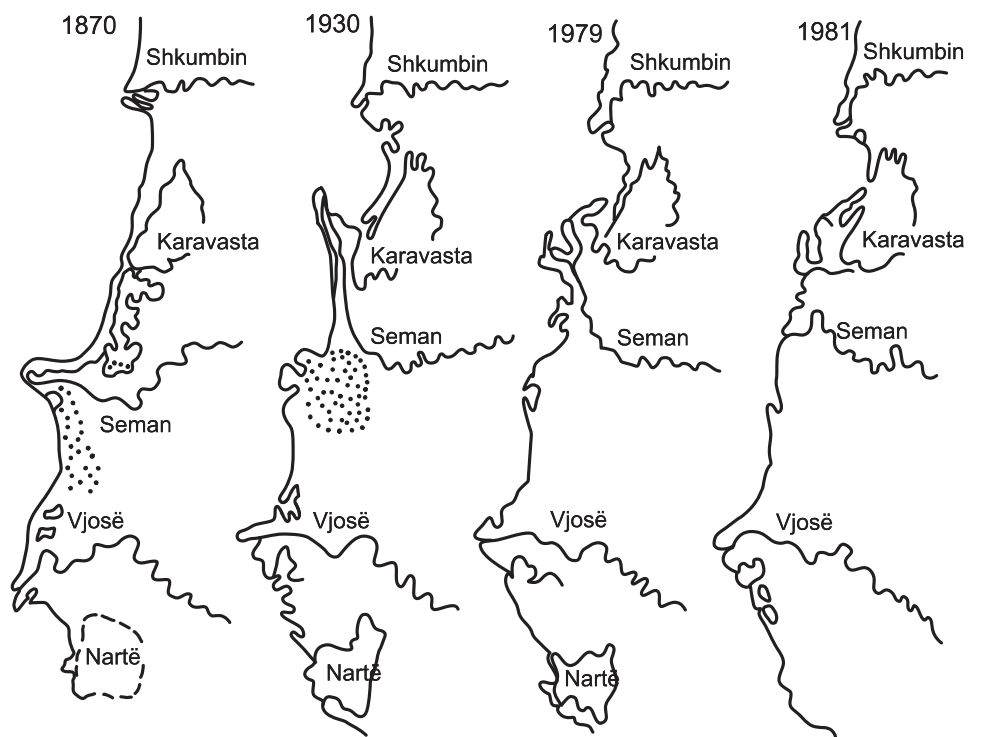 1870
Shkumbin
Karavasta
Seman
Vjosë
Nartë
1930
Shkumbin
Karavasta
Seman
Vjosë
Nartë
1979
Shkumbin
Karavasta
Seman
Vjosë
Nartë
1981
Shkumbin
Karavasta
Seman
Vjosë